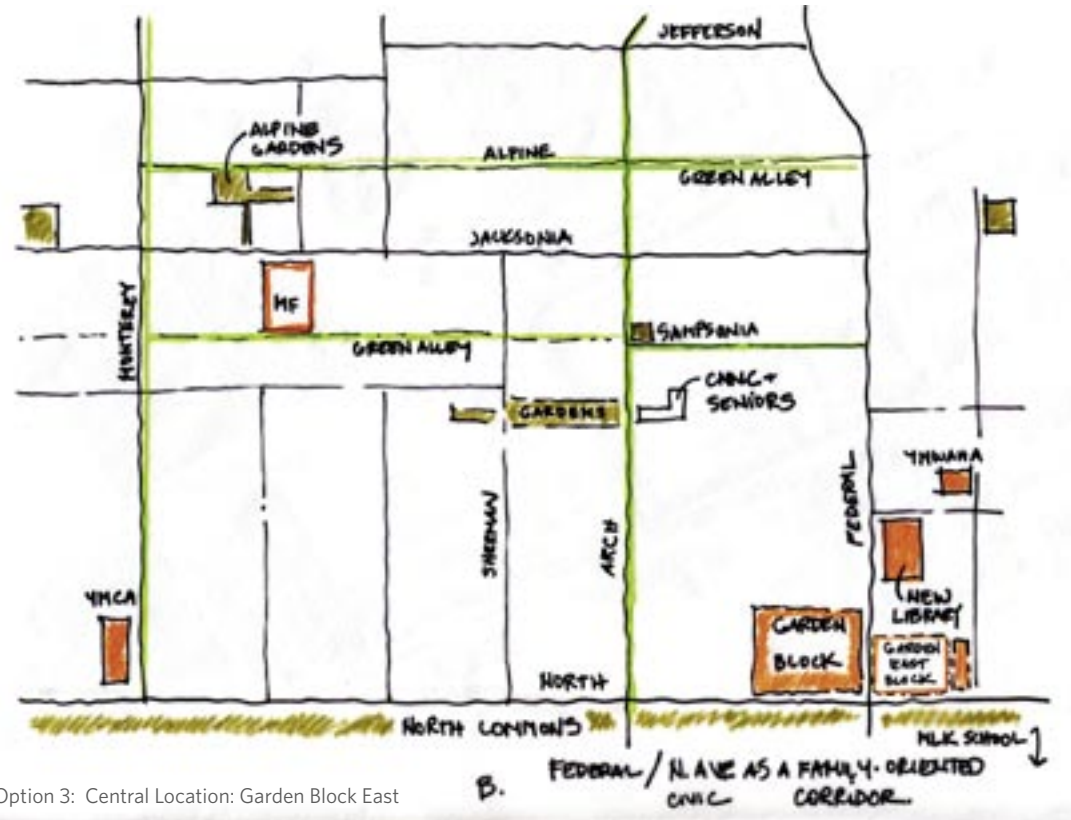 JEFFERSON
ALPINE
GARDENS
ALPINE
GREEN ALLEY
JACKSONIA
MONTEREY
MF
SAMPSONIA
GREEN ALLEY
CNNC +
SENIORS
GARDENS
YMWAHA
FEDERAL
SHERMAN
ARCH
NEW
LIBRARY
YMCA
GARDEN
BLOCK
GARDEN
EAST
BLOCK
NORTH
NORTH COMMONS
MLK SCHOOL
B.
FEDERAL / N. AVE AS A FAMILY-ORIENTED
CIVIC CORRIDOR.
Option 3: Central Location: Garden Block East